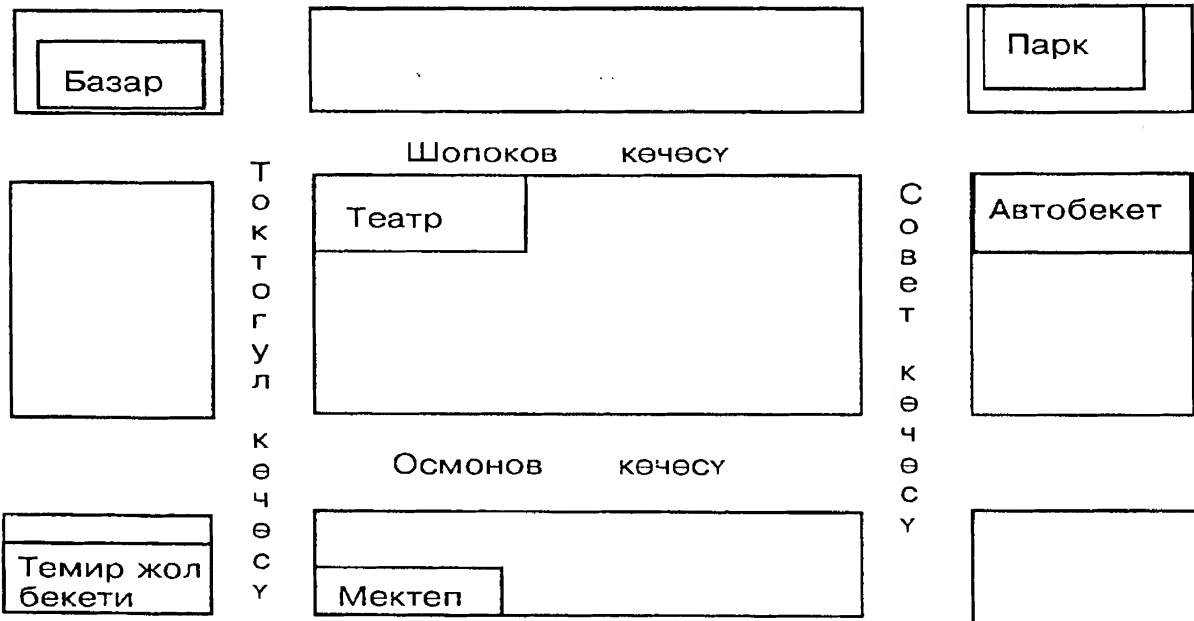 Базар
Парк
Шопоков көчөсү
Токтогул көчөсү
Театр
Совет көчөсү
Автобекет
Осмонов көчөсү
Темир жол
бекети
Мектеп